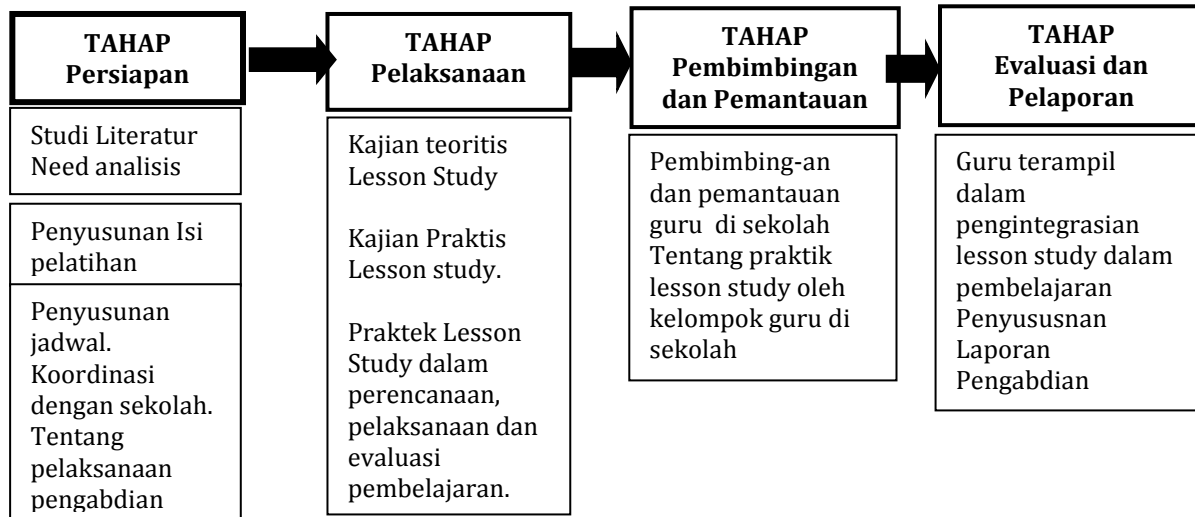 TAHAP
Persiapan
Studi Literatur
Need analisis
Penyusunan Isi
pelatihan
Penyusunan
jadwal.
Koordinasi
dengan sekolah.
Tentang
pelaksanaan
pengabdian
TAHAP
Pelaksanaan
Kajian teoritis
Lesson Study
Kajian Praktis
Lesson study.
Praktek Lesson
Study dalam
perencanaan,
pelaksanaan dan
evaluasi
pembelajaran.
TAHAP
Pembimbingan
dan Pemantauan
Pembimbing-an
dan pemantauan
guru di sekolah
Tentang praktik
lesson study oleh
kelompok guru di
sekolah
TAHAP
Evaluasi dan
Pelaporan
Guru terampil
dalam
pengintegrasian
lesson study dalam
pembelajaran
Penyususnan
Laporan
Pengabdian